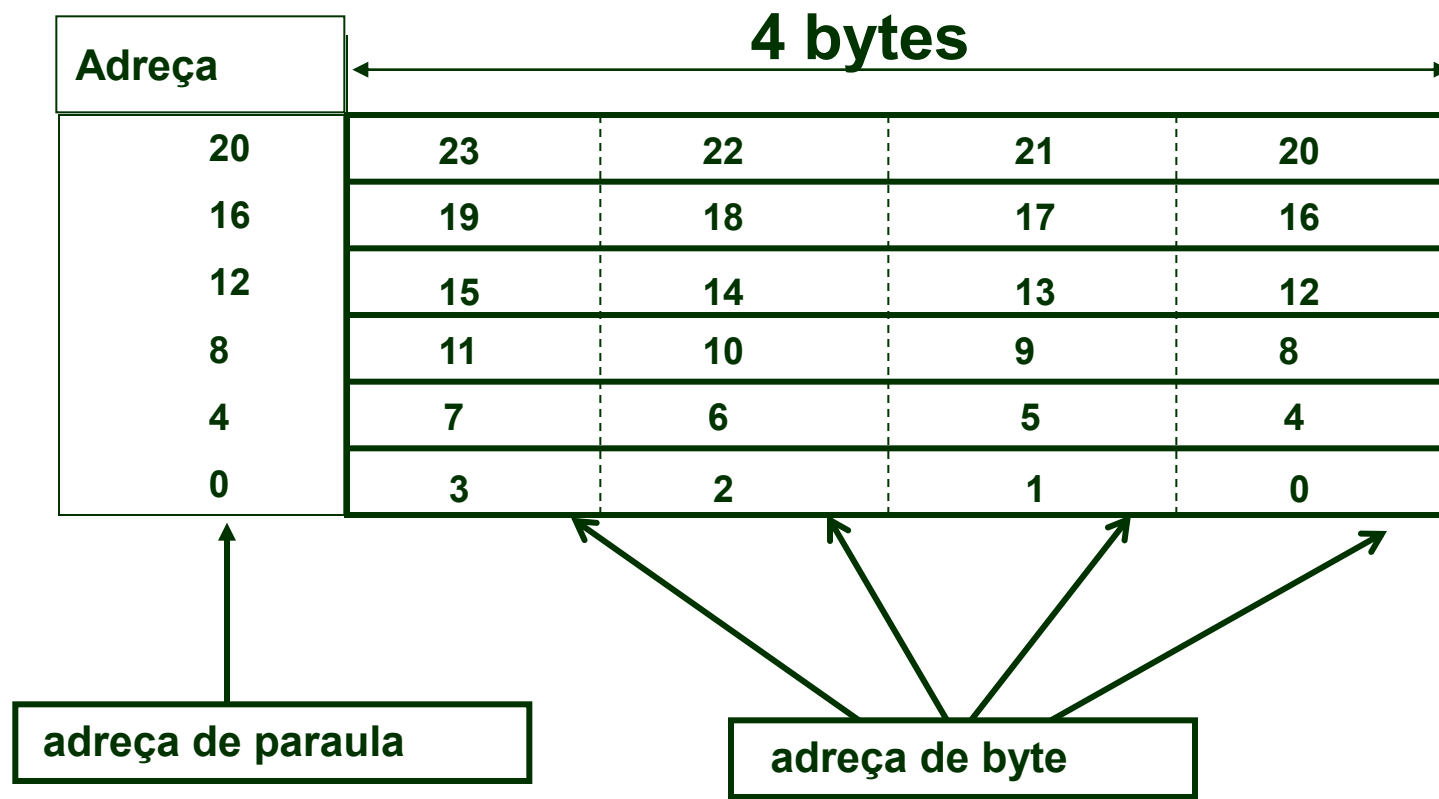 4 bytes
Adreça
20 23 22 21 20
16 19 18 17 16
12 15 14 13 12
8 11 10 9 8
4 7 6 5 4
0 3 2 1 0
adreça de paraula
adreça de byte